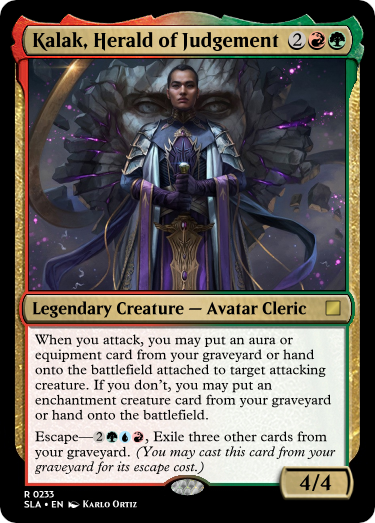 Kalak, Herald of Judgement 2
Legendary Creature — Avatar Cleric
When you attack, you may put an aura or
equipment card from your graveyard or hand
onto the battlefield attached to target attacking
creature. If you don't, you may put an
enchantment creature card from your graveyard
or hand onto the battlefield.
Escape—2, Exile three other cards from
your graveyard. (You may cast this card from your
graveyard for its escape cost.)
4/4
R 0233
SLA • EN Karlo Ortiz